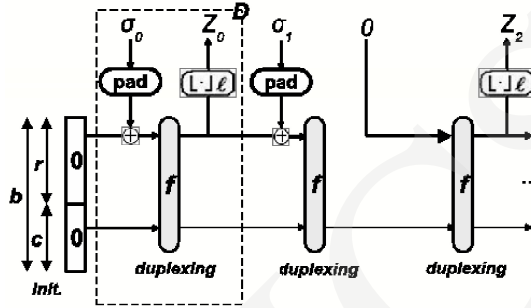 D
σ₀ Z₀ σ₁ 0 Z₂
pad ⌊·⌋ℓ pad ⌊·⌋ℓ
b r 0 f f f ...
c 0
Init. duplexing duplexing duplexing